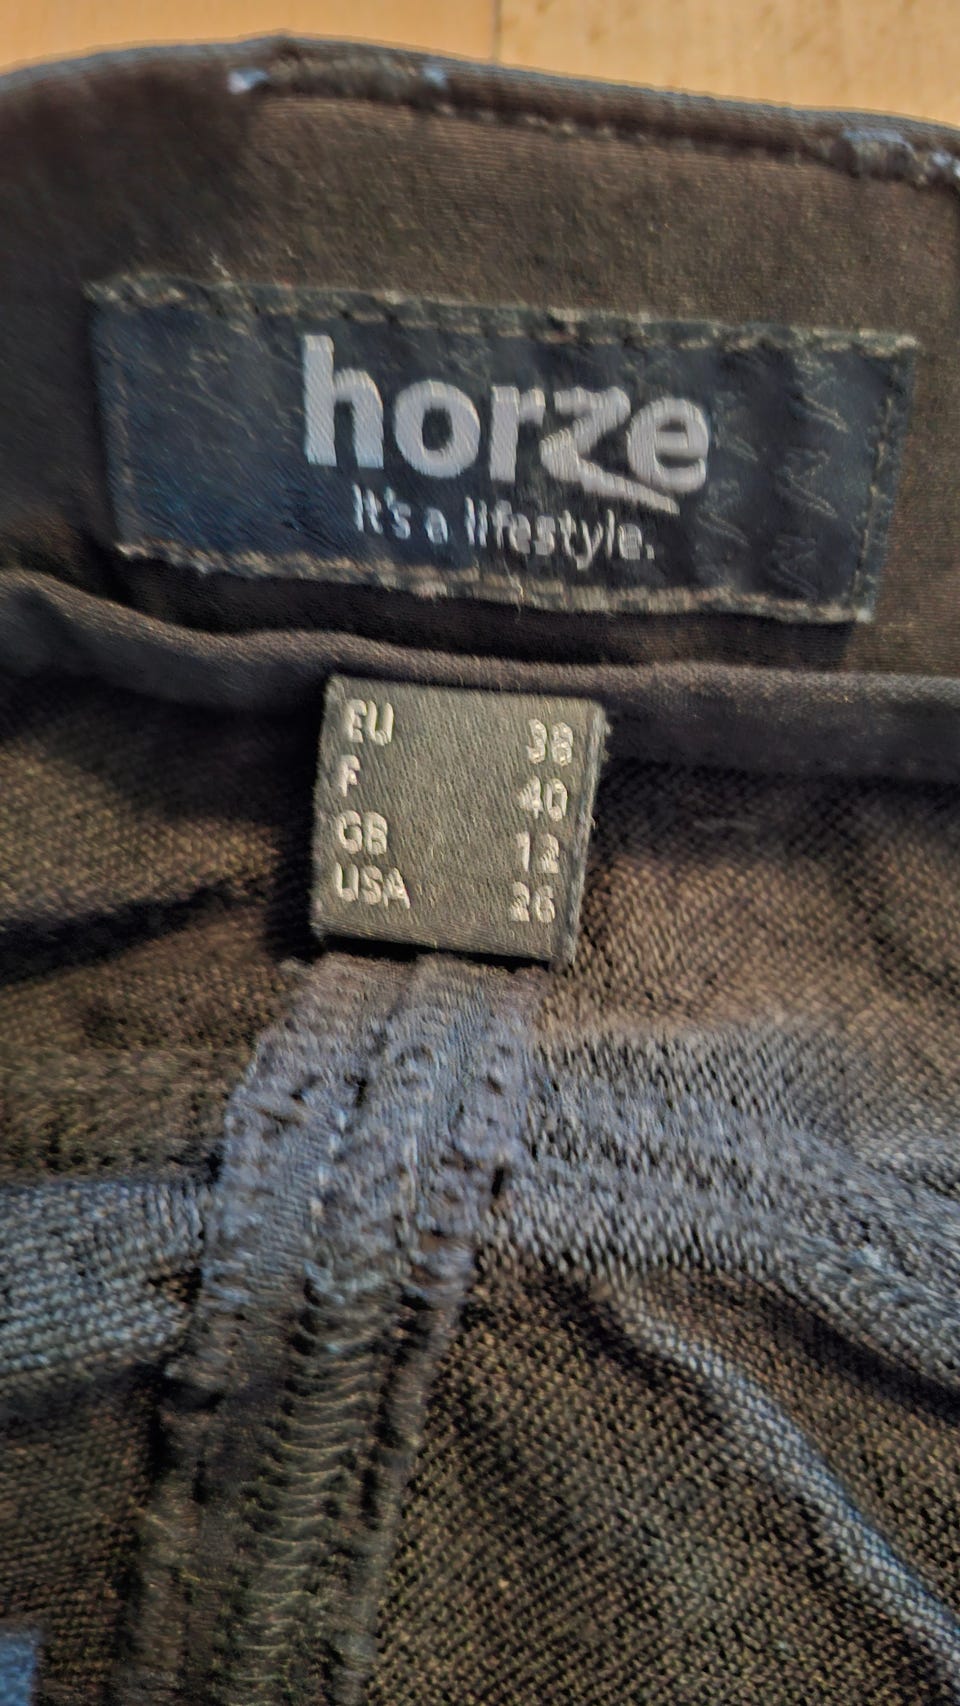 horze
It's a lifestyle.
EU 38
F 40
GB 12
USA 26